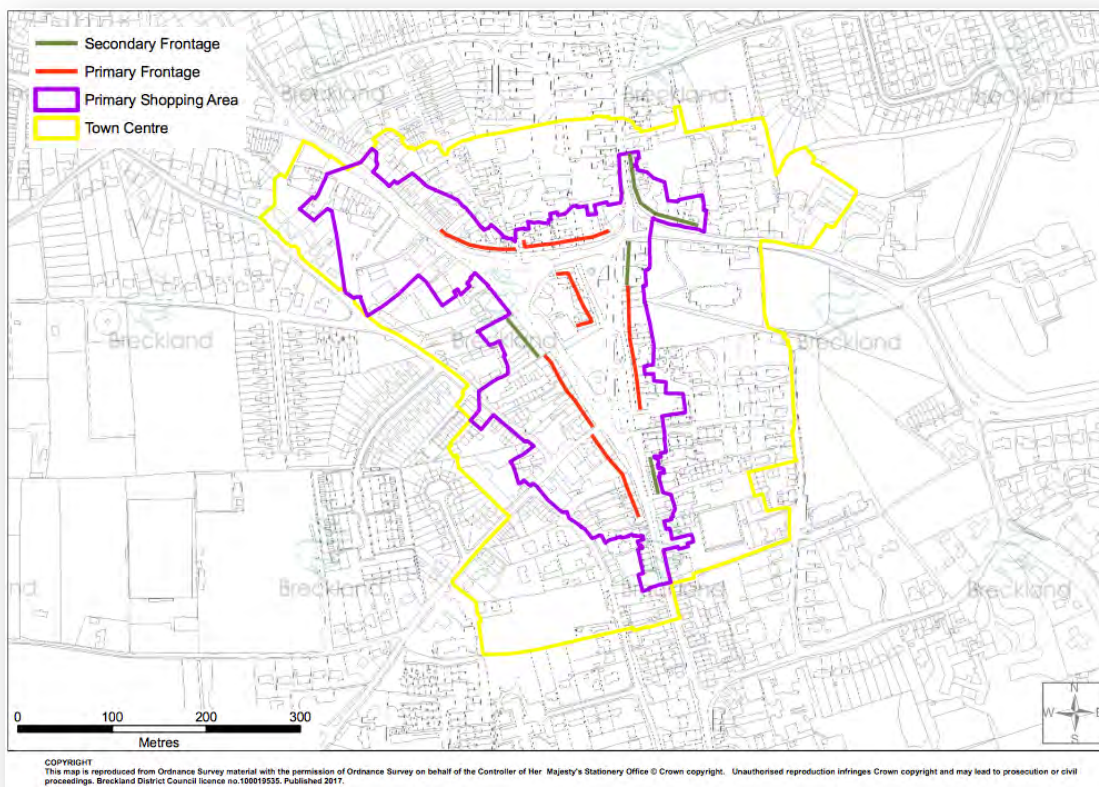 Secondary Frontage
Primary Frontage
Primary Shopping Area
Town Centre
Breckland
Breckland
Breckland
Breckland
Breckland
Breckland
Breckland
Breckland
Breckland
0 100 200 300
Metres
N
W E
S
COPYRIGHT
This map is reproduced from Ordnance Survey material with the permission of Ordnance Survey on behalf of the Controller of Her Majesty's Stationery Office © Crown copyright. Unauthorised reproduction infringes Crown copyright and may lead to prosecution or civil
proceedings. Breckland District Council licence no.100019535. Published 2017.